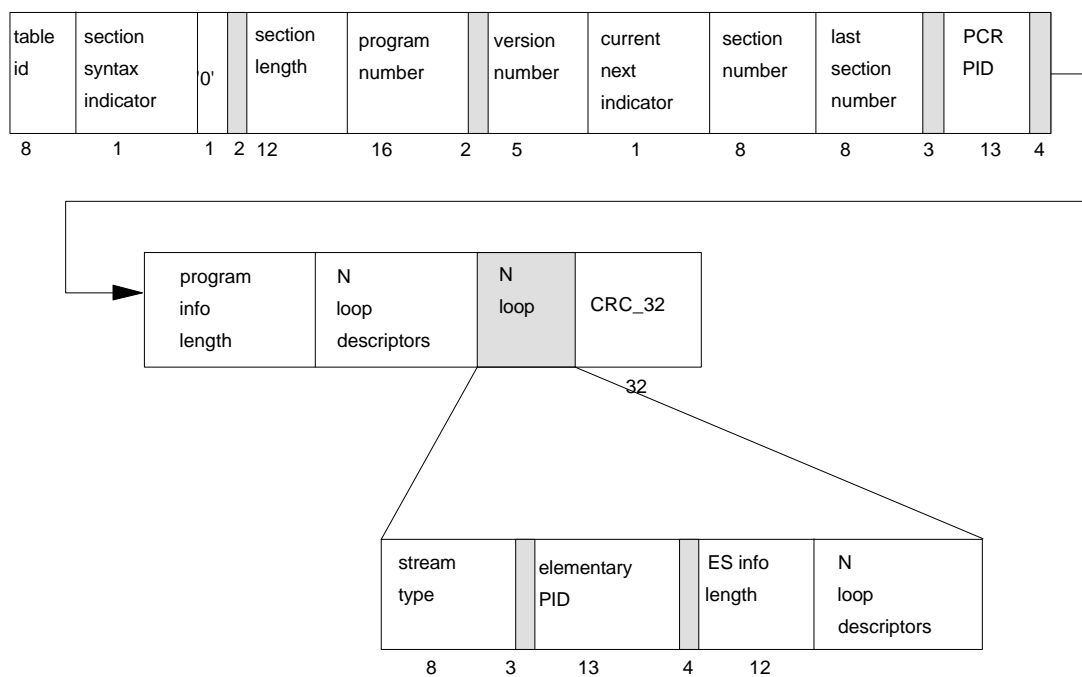 table id
section syntax indicator
'0'
section length
program number
version number
current next indicator
section number
last section number
PCR PID
8 1 1 2 12 16 2 5 1 8 8 3 13 4
program info length
N loop descriptors
N loop
CRC_32
32
stream type
elementary PID
ES info length
N loop descriptors
8 3 13 4 12